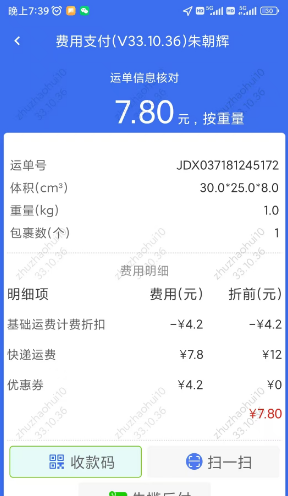 晚上7:39
费用支付(V33.10.36)朱朝辉
运单信息核对
7.80 元，按重量
运单号 JDX037181245172
体积(cm³) 30.0*25.0*8.0
重量(kg) 1.0
包裹数(个) 1
费用明细
明细项 费用(元) 折前(元)
基础运费计费折扣 -¥4.2 -¥4.2
快递运费 ¥7.8 ¥12
优惠券 ¥4.2 ¥0
¥7.80
收款码 扫一扫
zhuzhaohui10
33.10.36